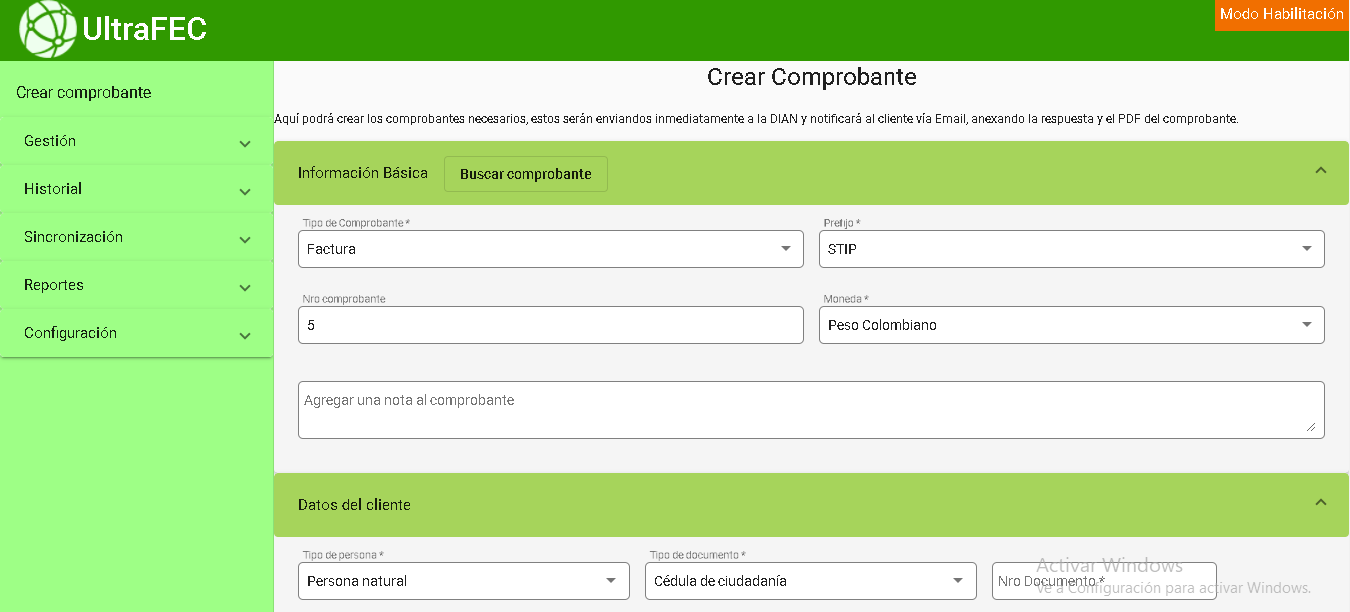 UltraFEC
Modo Habilitación
Crear comprobante
Gestión
Historial
Sincronización
Reportes
Configuración
Crear Comprobante
Aquí podrá crear los comprobantes necesarios, estos serán enviandos inmediatamente a la DIAN y notificará al cliente vía Email, anexando la respuesta y el PDF del comprobante.
Información Básica
Buscar comprobante
Tipo de Comprobante *
Factura
Prefijo *
STIP
Nro comprobante
5
Moneda *
Peso Colombiano
Agregar una nota al comprobante
Datos del cliente
Tipo de persona *
Persona natural
Tipo de documento *
Cédula de ciudadanía
Nro Documento *
Activar Windows
Ve a Configuración para activar Windows.